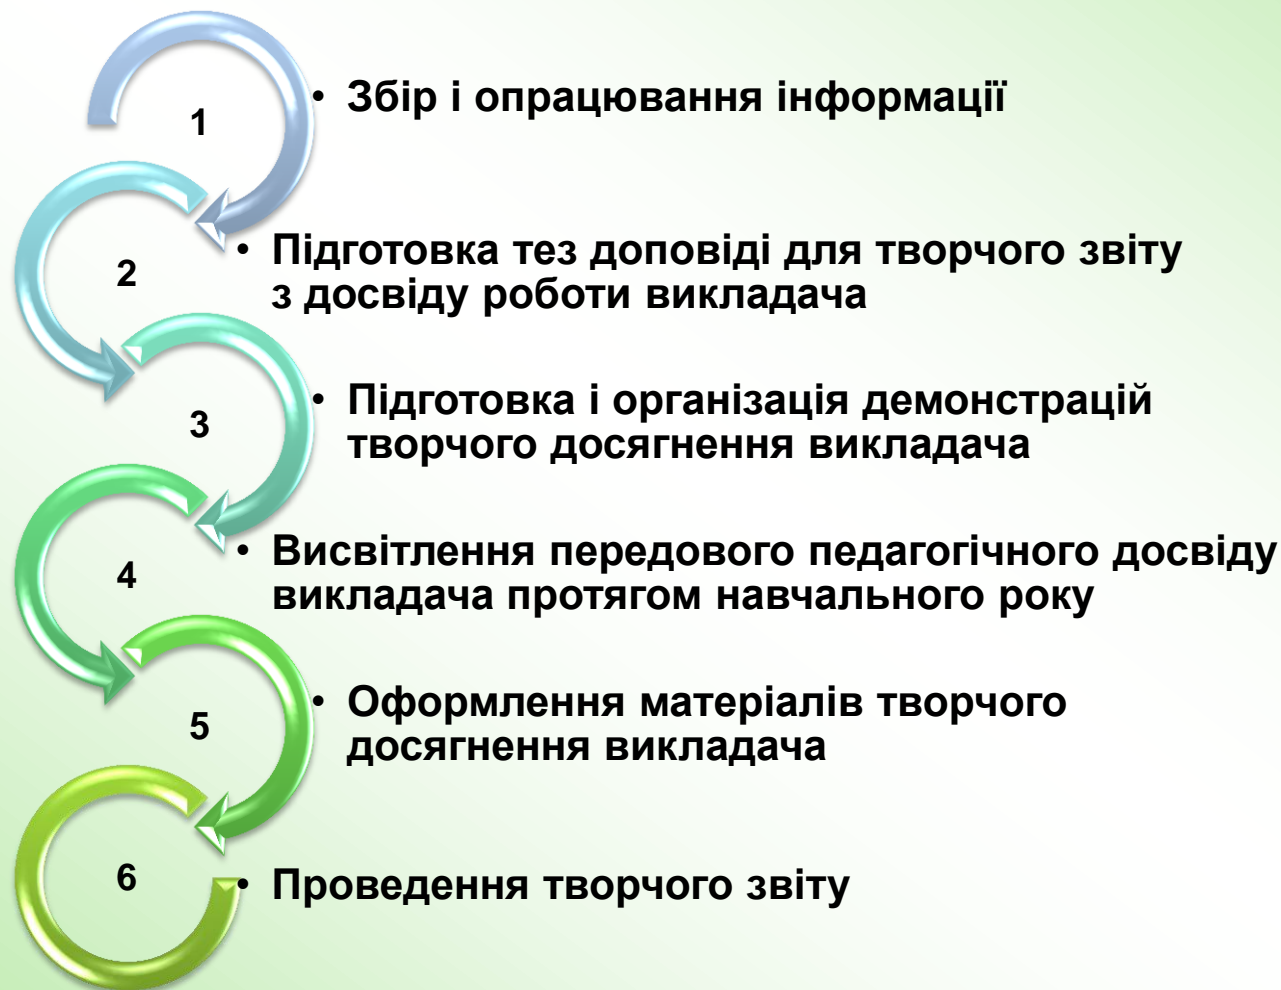 1
• Збір і опрацювання інформації
2
• Підготовка тез доповіді для творчого звіту
з досвіду роботи викладача
3
• Підготовка і організація демонстрацій
творчого досягнення викладача
4
• Висвітлення передового педагогічного досвіду
викладача протягом навчального року
5
• Оформлення матеріалів творчого
досягнення викладача
6
• Проведення творчого звіту